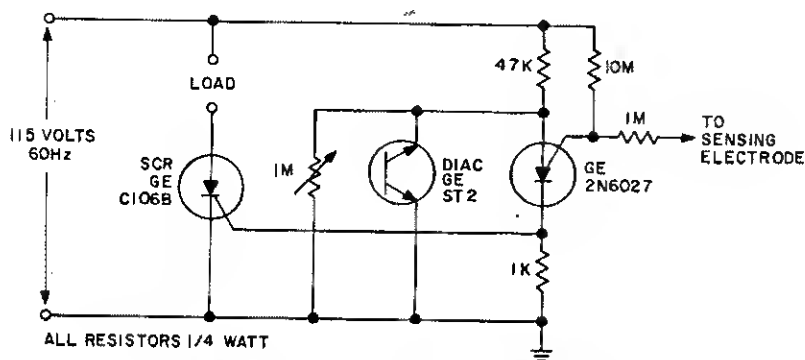 47K
10M
LOAD
1M
TO
SENSING
ELECTRODE
115 VOLTS
60Hz
SCR
GE
C106B
1M
DIAC
GE
ST2
GE
2N6027
1K
ALL RESISTORS 1/4 WATT